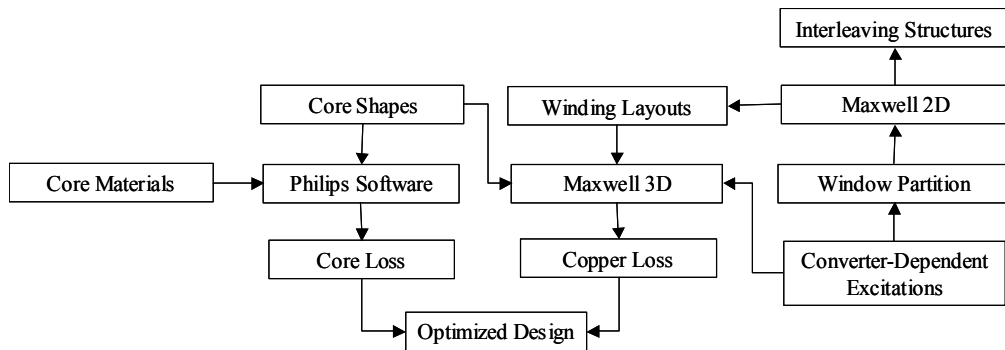 Interleaving Structures
Core Shapes
Winding Layouts
Maxwell 2D
Core Materials
Philips Software
Maxwell 3D
Window Partition
Core Loss
Copper Loss
Converter-Dependent
Excitations
Optimized Design